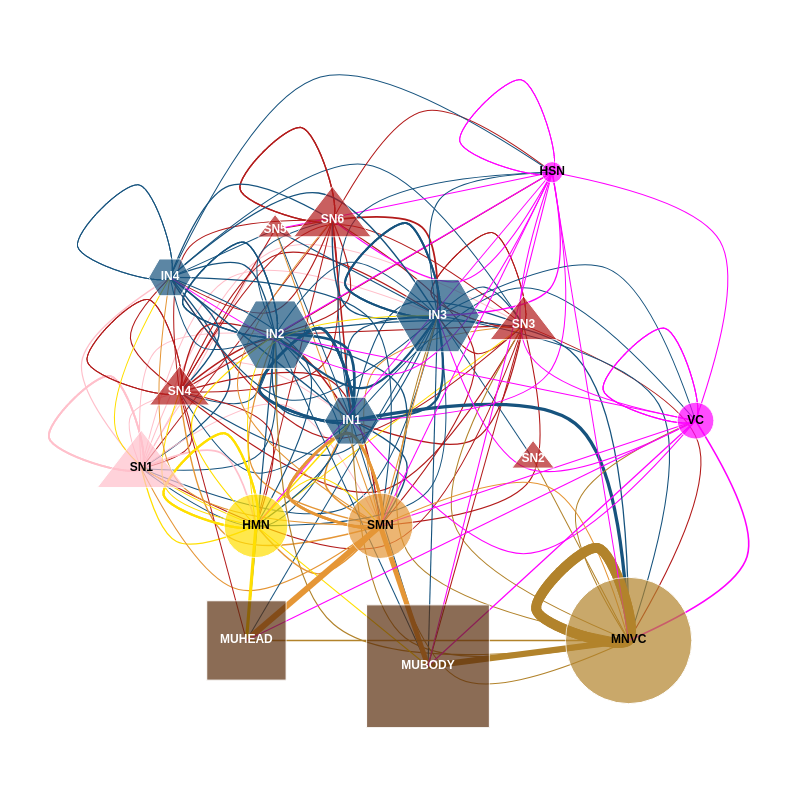 HSN
SN6
SN5
IN4
IN3
SN3
IN2
SN4
IN1
VC
SN2
SN1
HMN
SMN
MUHEAD
MNVC
MUBODY